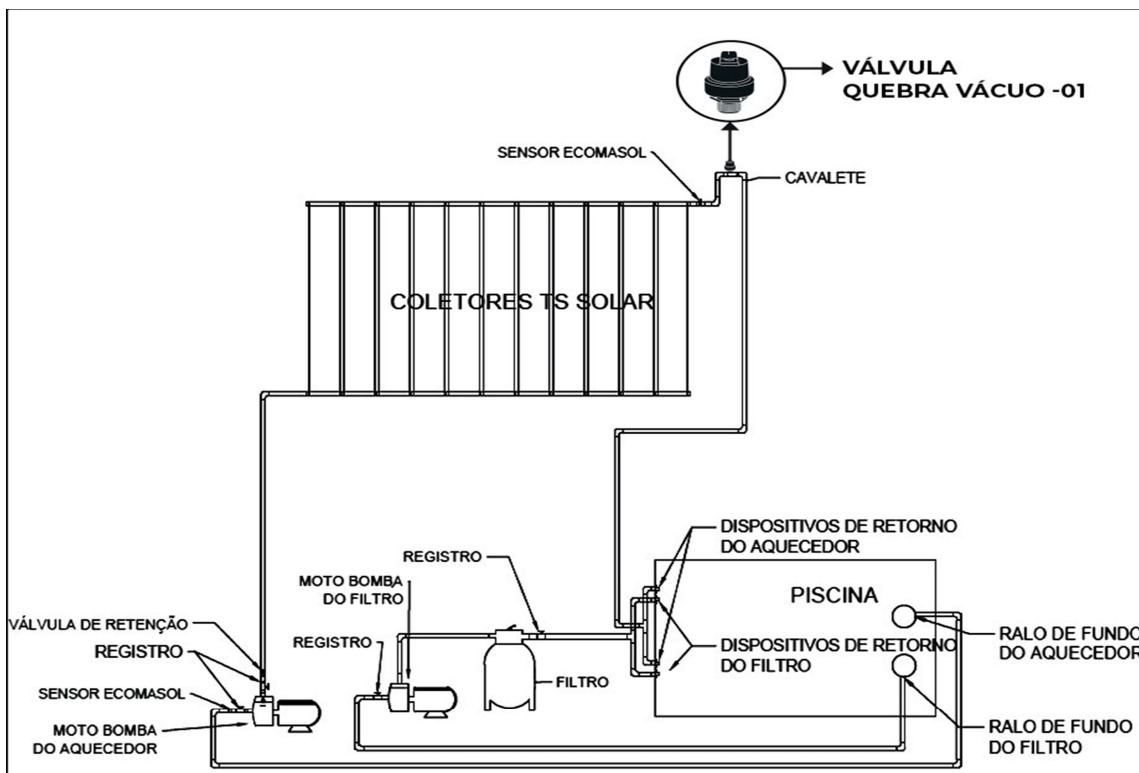 VÁLVULA
QUEBRA VÁCUO -01
SENSOR ECOMASOL
CAVALETE
COLETORES TS SOLAR
DISPOSITIVOS DE RETORNO
DO AQUECEDOR
REGISTRO
MOTO BOMBA
DO FILTRO
PISCINA
VÁLVULA DE RETENÇÃO
REGISTRO
REGISTRO
SENSOR ECOMASOL
MOTO BOMBA
DO AQUECEDOR
FILTRO
DISPOSITIVOS DE RETORNO
DO FILTRO
RALO DE FUNDO
DO AQUECEDOR
RALO DE FUNDO
DO FILTRO